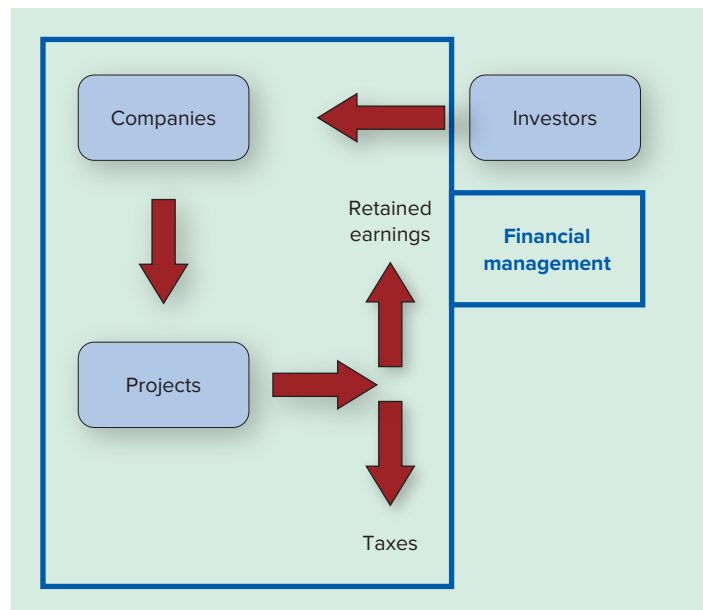 Companies
Investors
Retained
earnings
Financial
management
Projects
Taxes